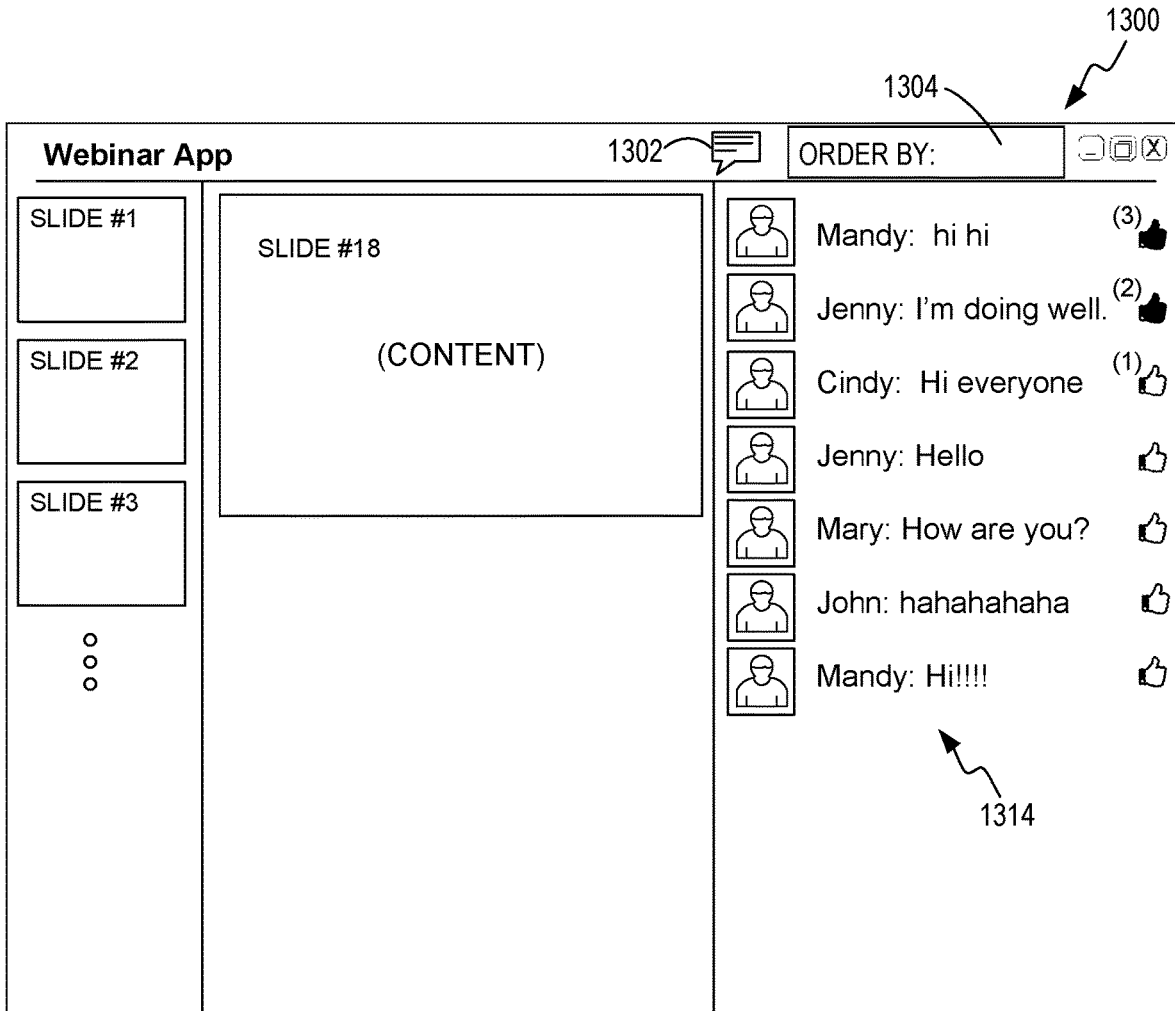 1300
1304
Webinar App
1302
ORDER BY:
X
SLIDE #1
SLIDE #2
SLIDE #3
SLIDE #18
(CONTENT)
Mandy: hi hi (3)
Jenny: I'm doing well. (2)
Cindy: Hi everyone (1)
Jenny: Hello
Mary: How are you?
John: hahahahaha
Mandy: Hi!!!!
1314